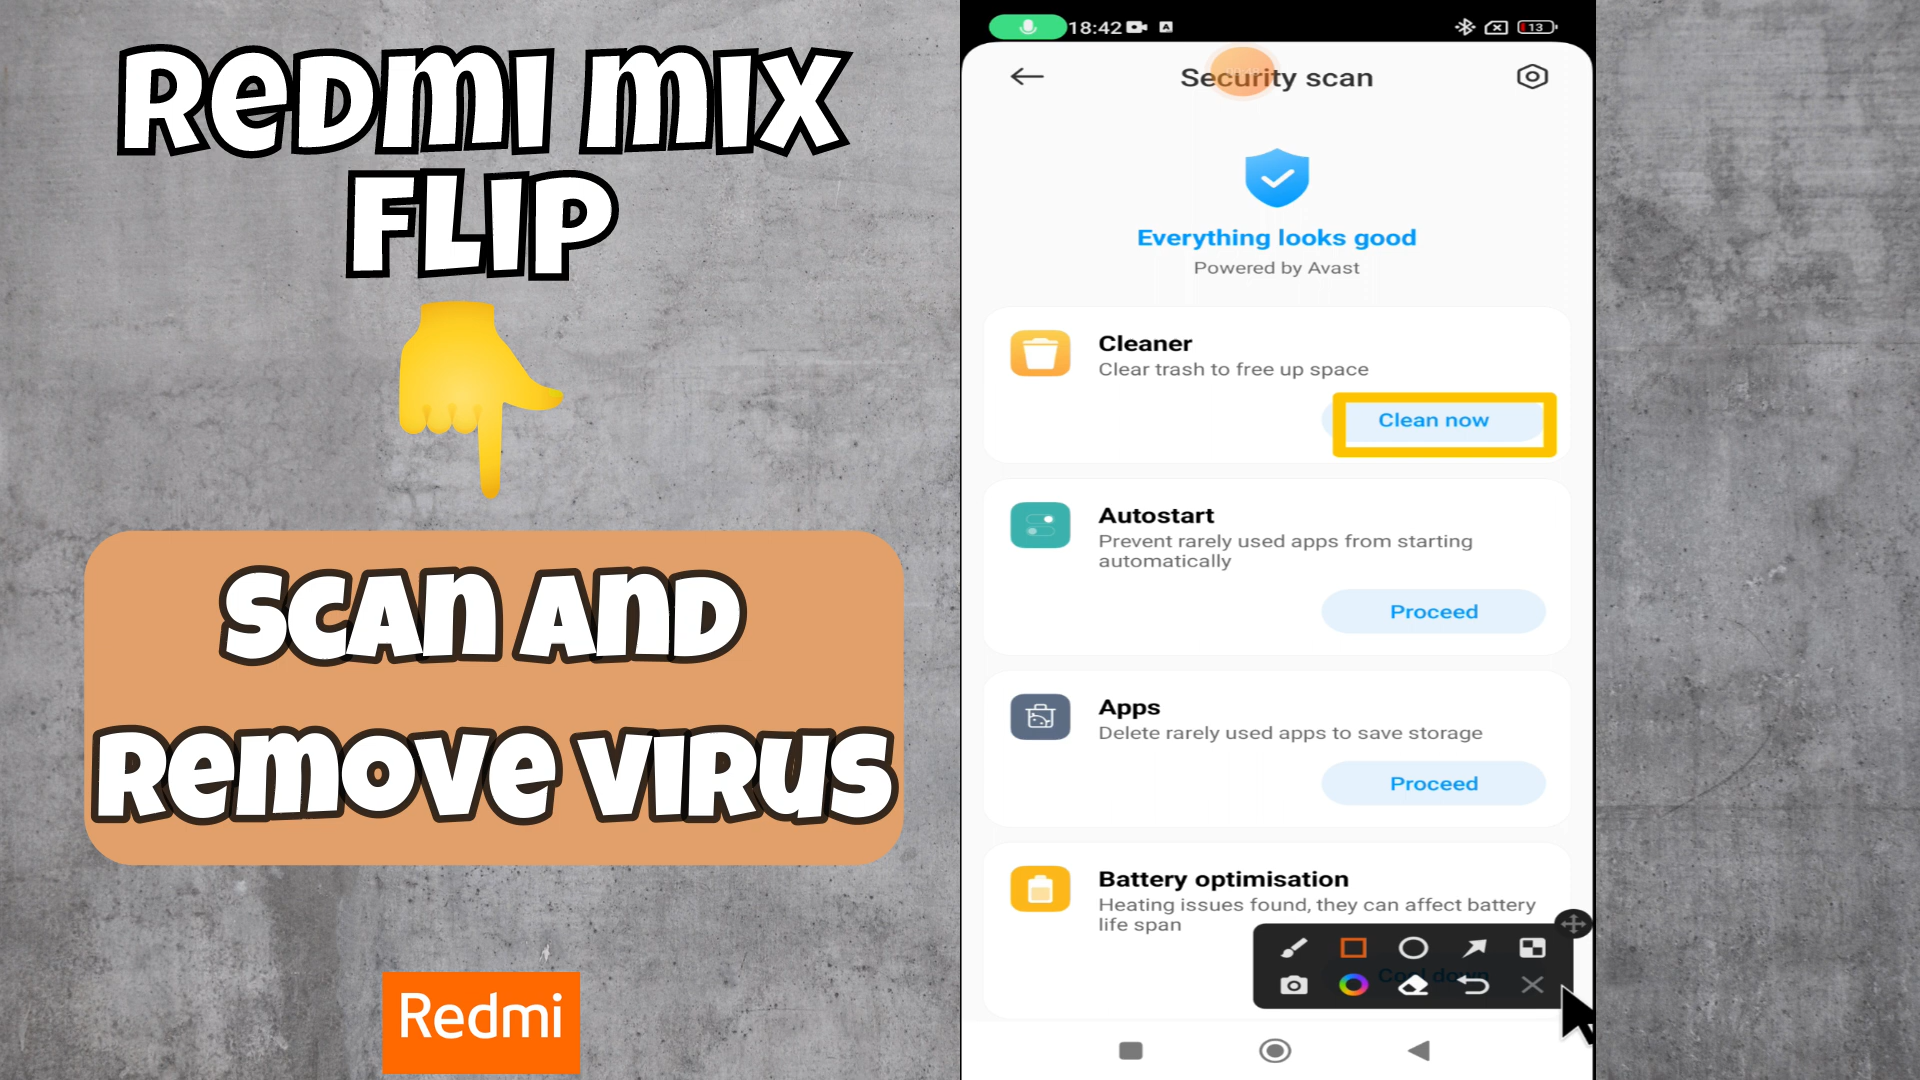 Redmi mix
Flip
Scan and
Remove virus
Redmi
18:42
A
13
Security scan
Everything looks good
Powered by Avast
Cleaner
Clear trash to free up space
Clean now
Autostart
Prevent rarely used apps from starting
automatically
Proceed
Apps
Delete rarely used apps to save storage
Proceed
Battery optimisation
Heating issues found, they can affect battery
life span
Cool down